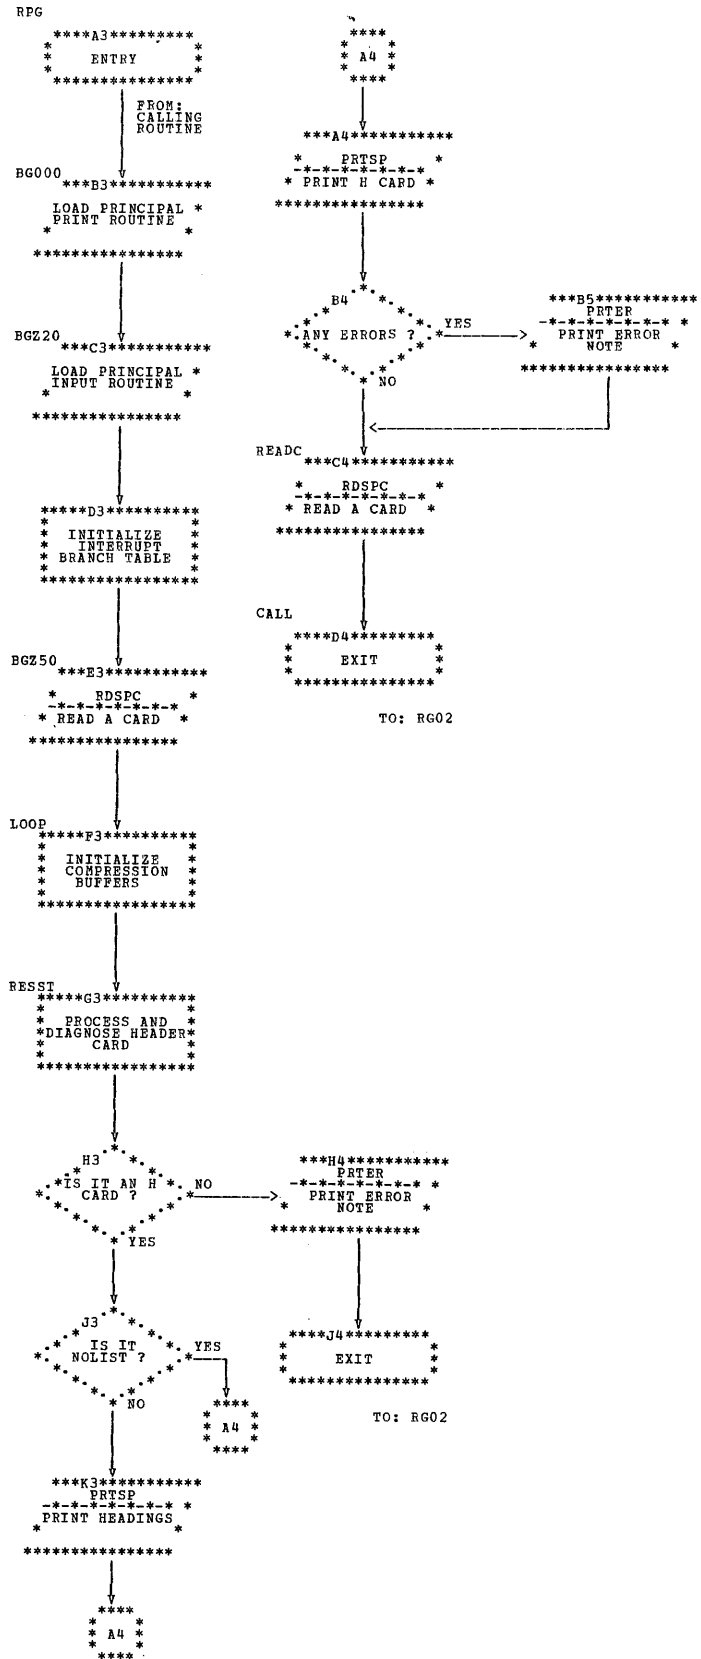 RPG
A3
ENTRY
FROM:
CALLING
ROUTINE
BG000
B3
LOAD PRINCIPAL
PRINT ROUTINE
BGZ20
C3
LOAD PRINCIPAL
INPUT ROUTINE
D3
INITIALIZE
INTERRUPT
BRANCH TABLE
BGZ50
E3
RDSPC
READ A CARD
LOOP
F3
INITIALIZE
COMPRESSION
BUFFERS
RESST
G3
PROCESS AND
DIAGNOSE HEADER
CARD
H3
IS IT AN H
CARD ?
NO
YES
H4
PRTER
PRINT ERROR
NOTE
J4
EXIT
TO: RG02
J3
IS IT
NOLIST ?
YES
A4
NO
K3
PRTSP
PRINT HEADINGS
A4
A4
A4
PRTSP
PRINT H CARD
B4
ANY ERRORS ?
YES
NO
B5
PRTER
PRINT ERROR
NOTE
READC
C4
RDSPC
READ A CARD
CALL
D4
EXIT
TO: RG02